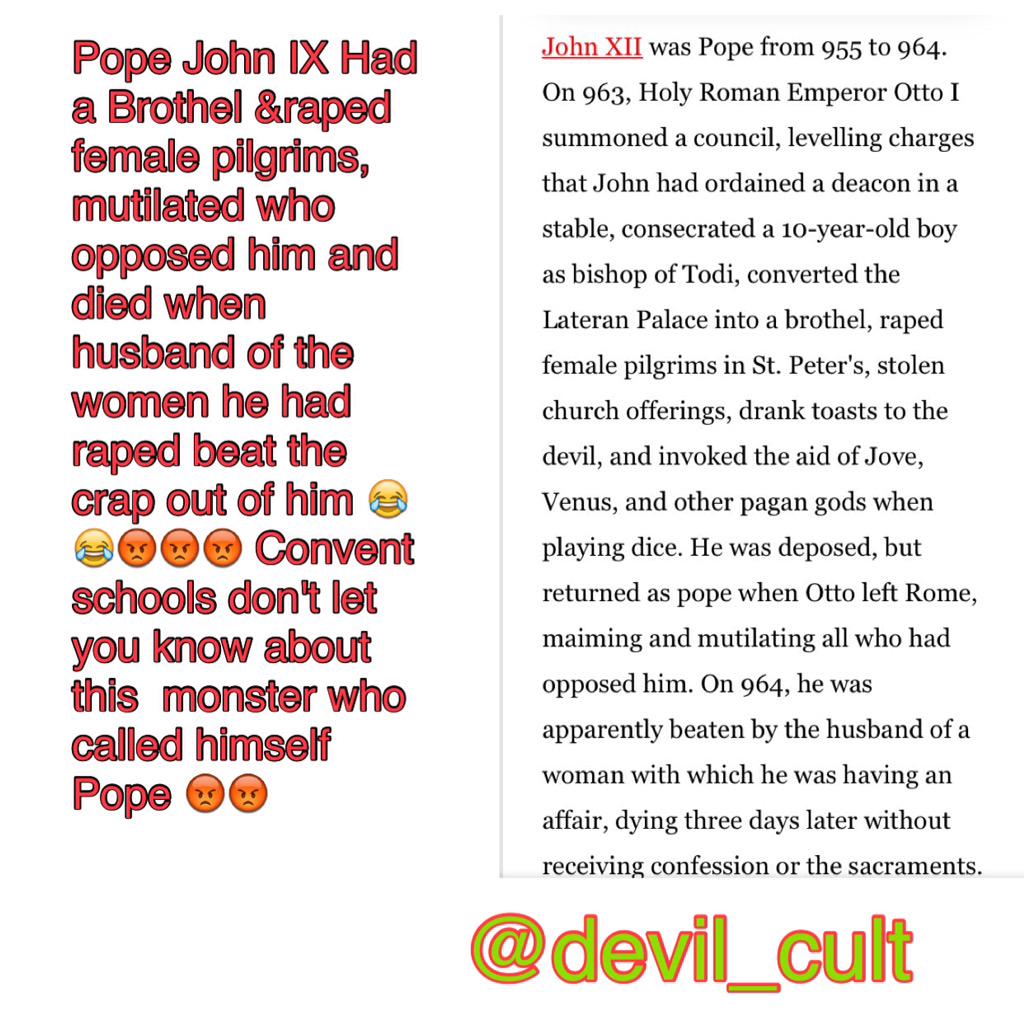 Pope John IX Had
a Brothel &raped
female pilgrims,
mutilated who
opposed him and
died when
husband of the
women he had
raped beat the
crap out of him 😂
😂😡😡😡 Convent
schools don't let
you know about
this  monster who
called himself
Pope 😡😡
John XII was Pope from 955 to 964.
On 963, Holy Roman Emperor Otto I
summoned a council, levelling charges
that John had ordained a deacon in a
stable, consecrated a 10-year-old boy
as bishop of Todi, converted the
Lateran Palace into a brothel, raped
female pilgrims in St. Peter's, stolen
church offerings, drank toasts to the
devil, and invoked the aid of Jove,
Venus, and other pagan gods when
playing dice. He was deposed, but
returned as pope when Otto left Rome,
maiming and mutilating all who had
opposed him. On 964, he was
apparently beaten by the husband of a
woman with which he was having an
affair, dying three days later without
receiving confession or the sacraments.
@devil_cult